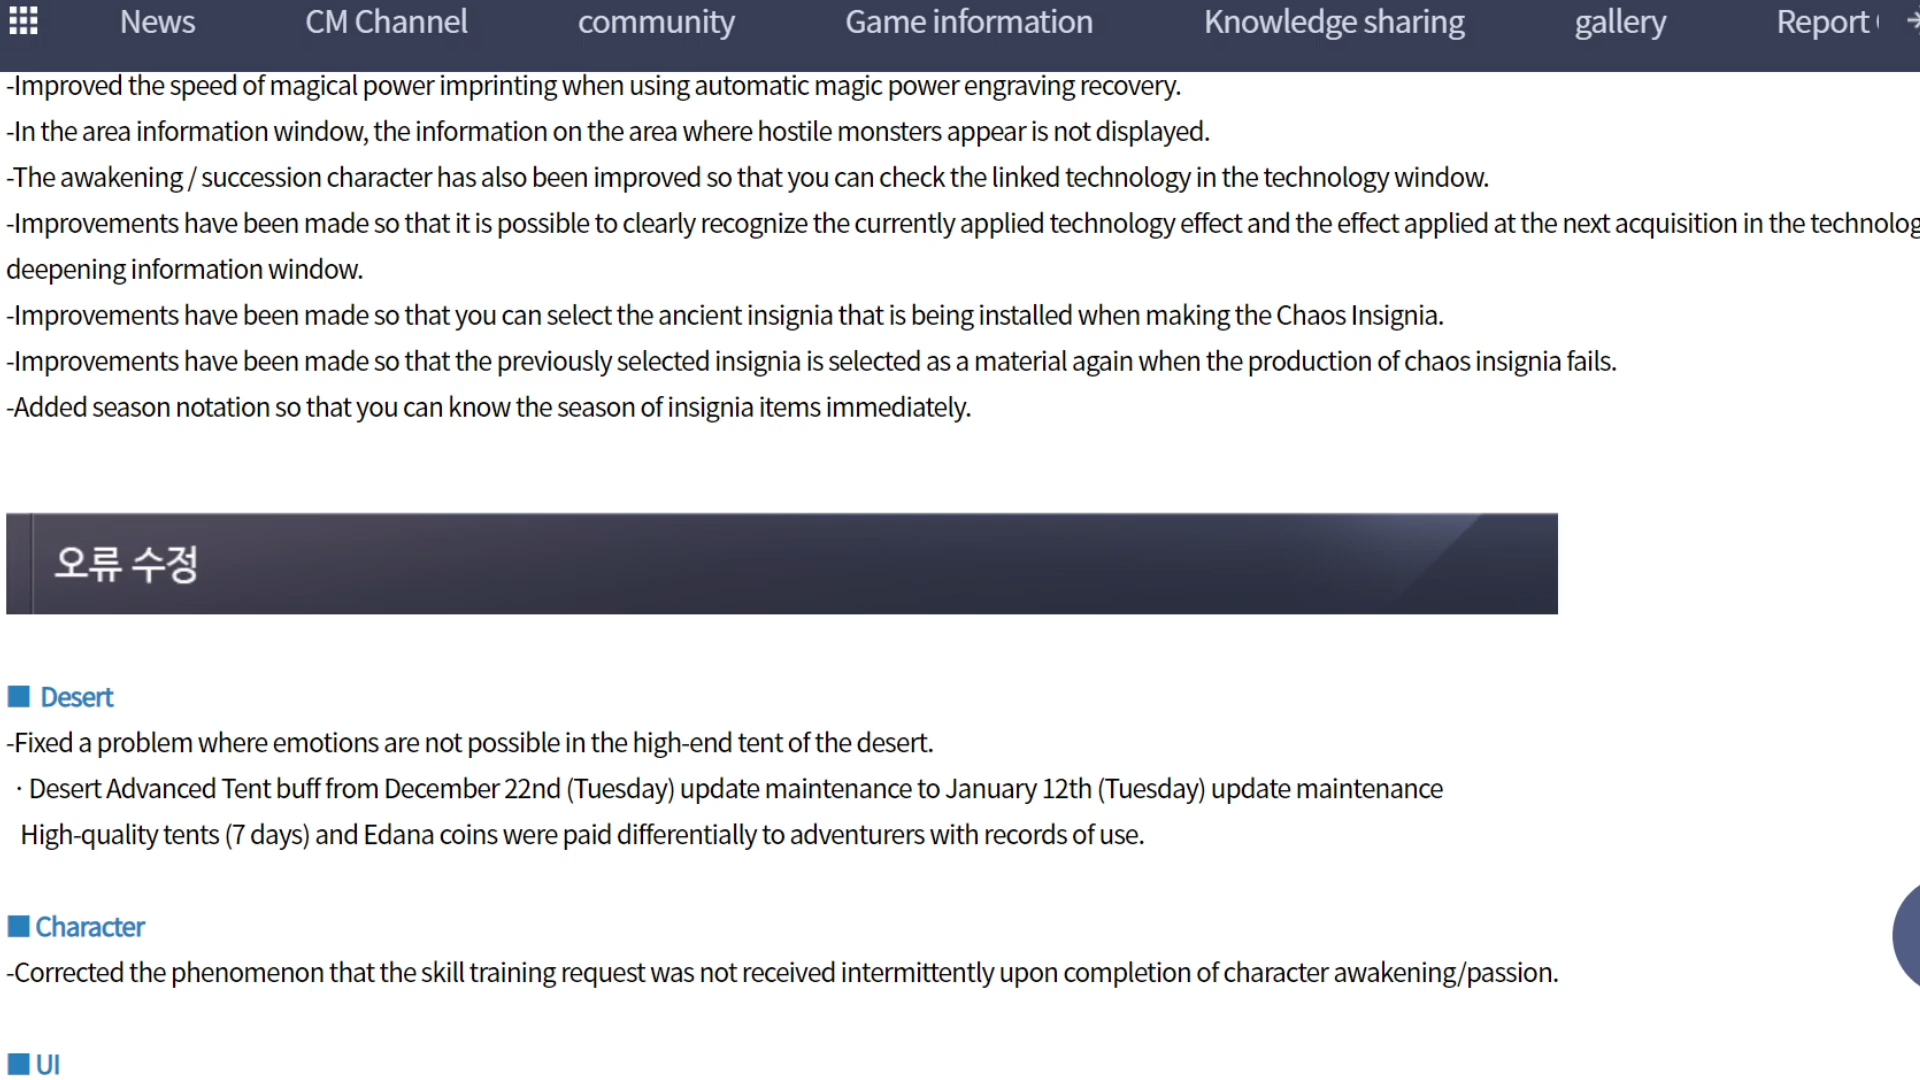 News CM Channel community Game information Knowledge sharing gallery Report
-Improved the speed of magical power imprinting when using automatic magic power engraving recovery.
-In the area information window, the information on the area where hostile monsters appear is not displayed.
-The awakening / succession character has also been improved so that you can check the linked technology in the technology window.
-Improvements have been made so that it is possible to clearly recognize the currently applied technology effect and the effect applied at the next acquisition in the technolog
deepening information window.
-Improvements have been made so that you can select the ancient insignia that is being installed when making the Chaos Insignia.
-Improvements have been made so that the previously selected insignia is selected as a material again when the production of chaos insignia fails.
-Added season notation so that you can know the season of insignia items immediately.
오류 수정
■ Desert
-Fixed a problem where emotions are not possible in the high-end tent of the desert.
· Desert Advanced Tent buff from December 22nd (Tuesday) update maintenance to January 12th (Tuesday) update maintenance
High-quality tents (7 days) and Edana coins were paid differentially to adventurers with records of use.
■ Character
-Corrected the phenomenon that the skill training request was not received intermittently upon completion of character awakening/passion.
■ UI